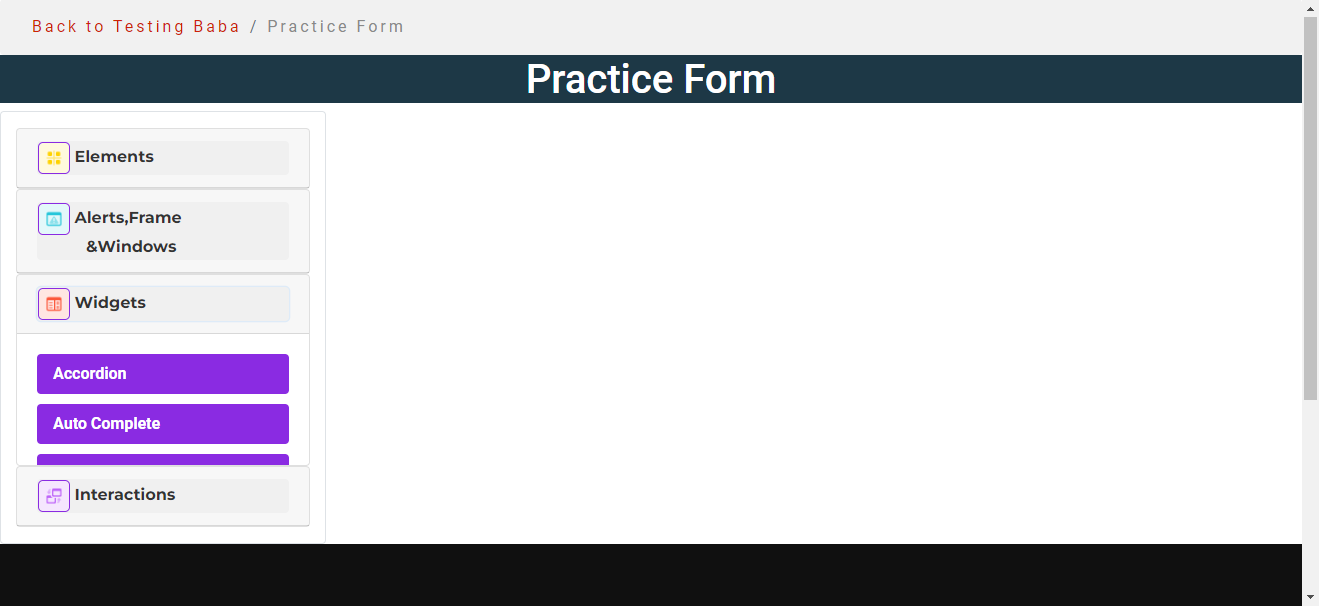 Back to Testing Baba / Practice Form
Practice Form
Elements
Alerts,Frame
&Windows
Widgets
Accordion
Auto Complete
Interactions